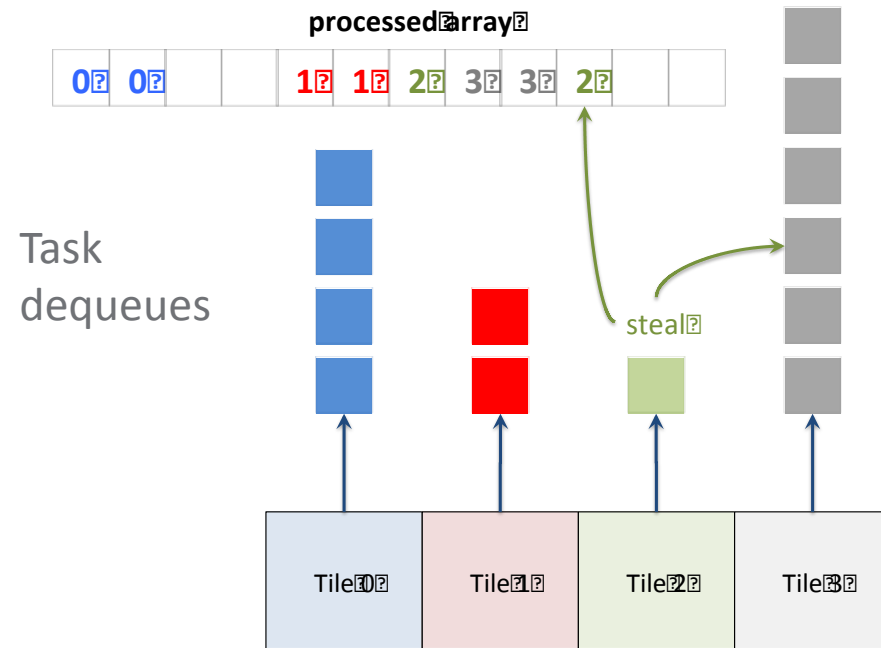 processed⍰array⍰
0⍰ 0⍰ 1⍰ 1⍰ 2⍰ 3⍰ 3⍰ 2⍰
Task
dequeues
steal⍰
Tile⍰0⍰ Tile⍰1⍰ Tile⍰2⍰ Tile⍰3⍰